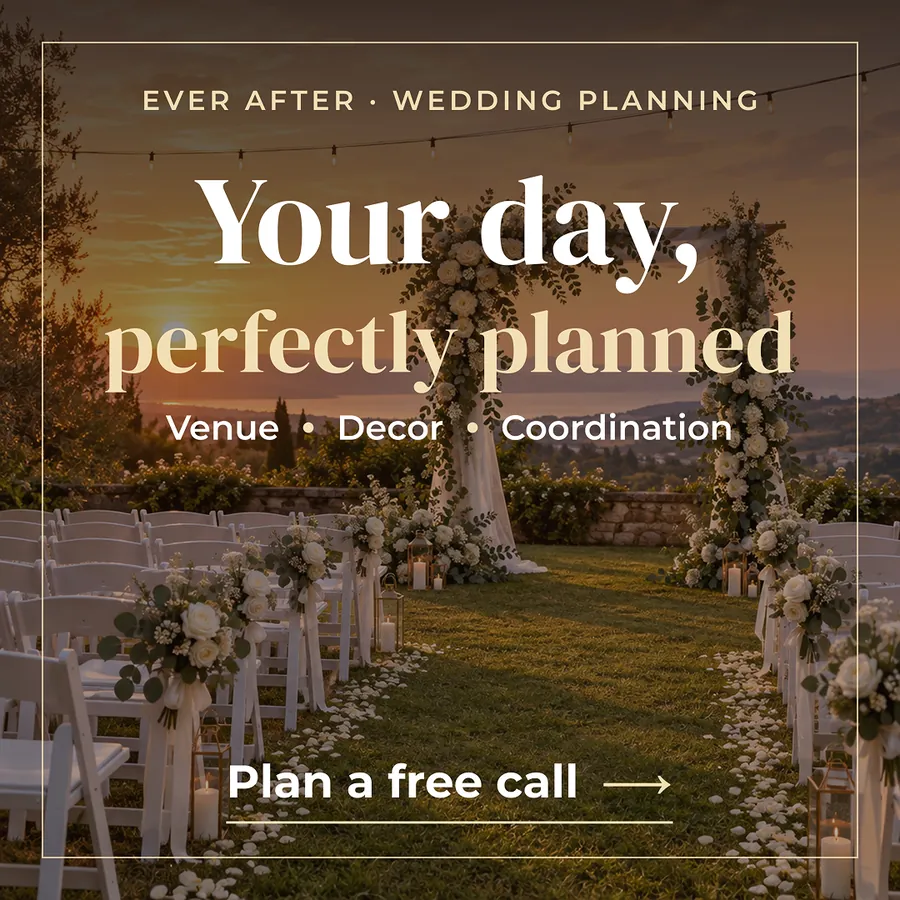 EVER AFTER · WEDDING PLANNING
Your day,
perfectly planned
Venue • Decor • Coordination
Plan a free call →